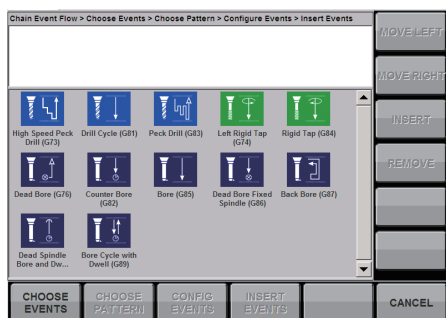 Chain Event Flow > Choose Events > Choose Pattern > Configure Events > Insert Events
MOVE LEFT
MOVE RIGHT
INSERT
REMOVE
High Speed Peck
Drill (G73)
Drill Cycle (G81)
Peck Drill (G83)
Left Rigid Tap
(G74)
Rigid Tap (G84)
Dead Bore (G76)
Counter Bore
(G82)
Bore (G85)
Dead Bore Fixed
Spindle (G86)
Back Bore (G87)
Dead Spindle
Bore and Dw...
Bore Cycle with
Dwell (G89)
CHOOSE
EVENTS
CHOOSE
PATTERN
CONFIG
EVENTS
INSERT
EVENTS
CANCEL